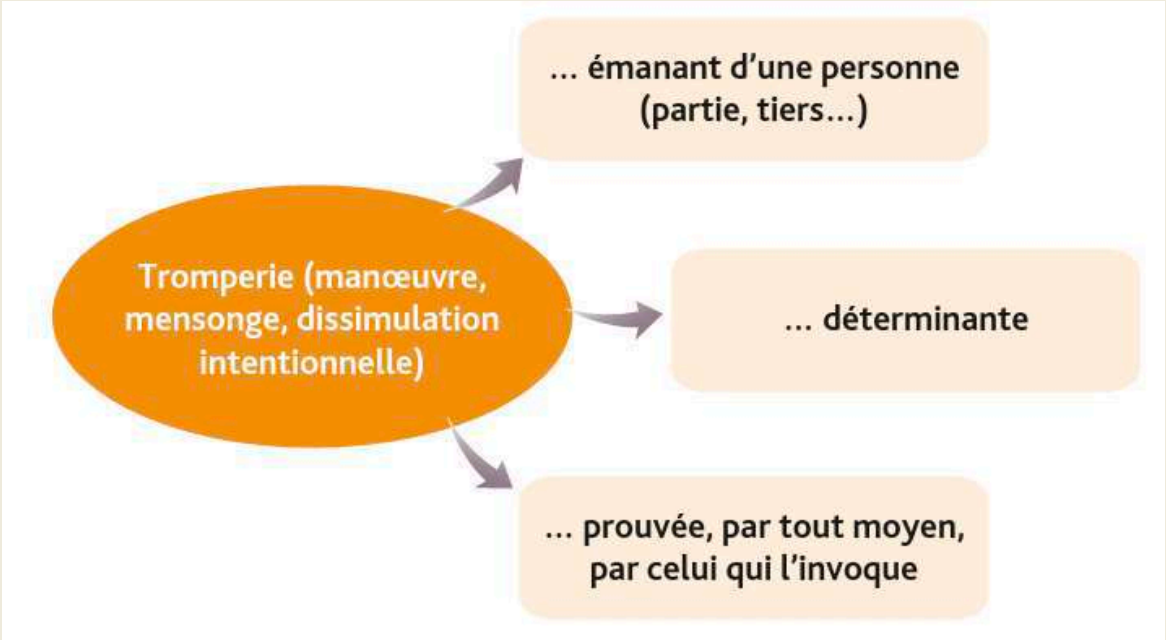 ... émanant d'une personne
(partie, tiers...)
Tromperie (manœuvre,
mensonge, dissimulation
intentionnelle)
... déterminante
... prouvée, par tout moyen,
par celui qui l'invoque